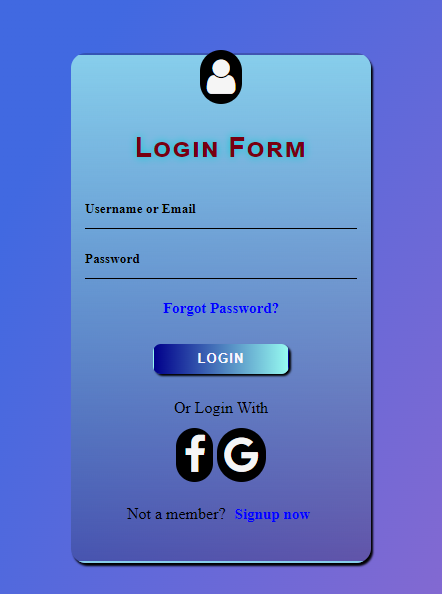 Login Form
Username or Email
Password
Forgot Password?
LOGIN
Or Login With
f G
Not a member? Signup now